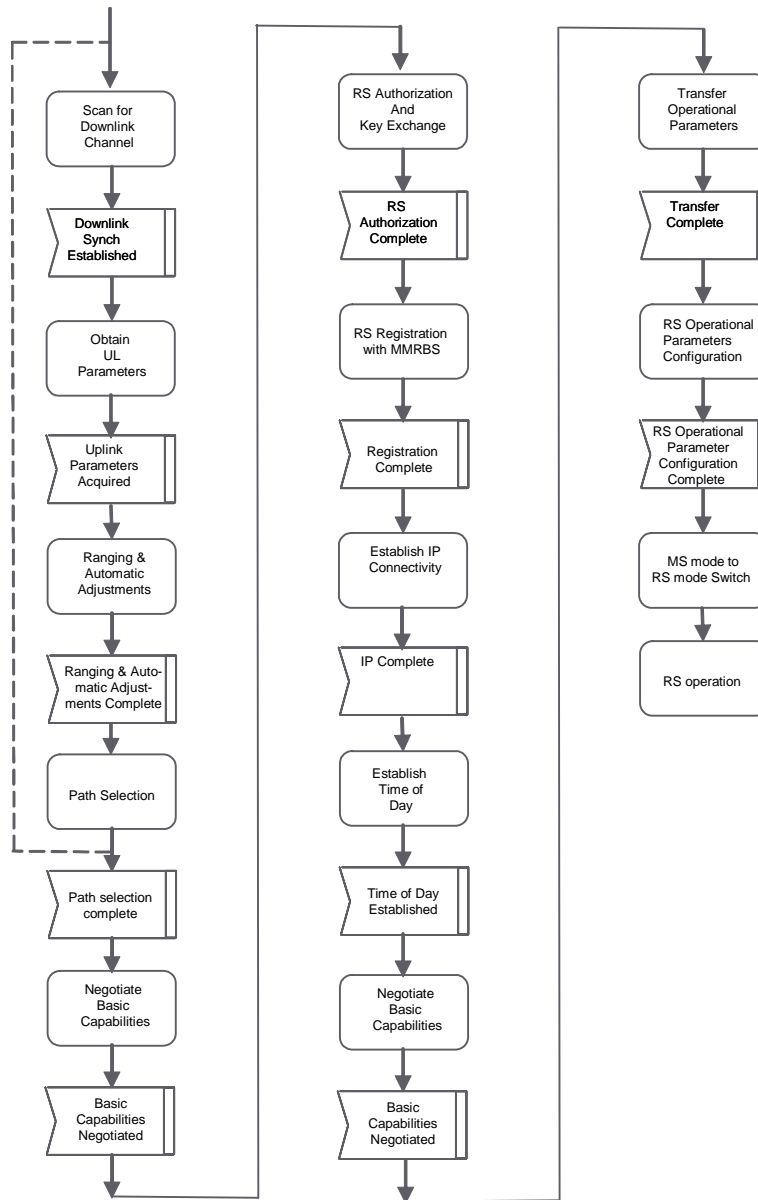 Scan for
Downlink
Channel
Downlink
Synch
Established
Obtain
UL
Parameters
Uplink
Parameters
Acquired
Ranging &
Automatic
Adjustments
Ranging & Auto-
matic Adjust-
ments Complete
Path Selection
Path selection
complete
Negotiate
Basic
Capabilities
Basic
Capabilities
Negotiated
RS Authorization
And
Key Exchange
RS
Authorization
Complete
RS Registration
with MMRBS
Registration
Complete
Establish IP
Connectivity
IP Complete
Establish
Time of
Day
Time of Day
Established
Negotiate
Basic
Capabilities
Basic
Capabilities
Negotiated
Transfer
Operational
Parameters
Transfer
Complete
RS Operational
Parameters
Configuration
RS Operational
Parameter
Configuration
Complete
MS mode to
RS mode Switch
RS operation